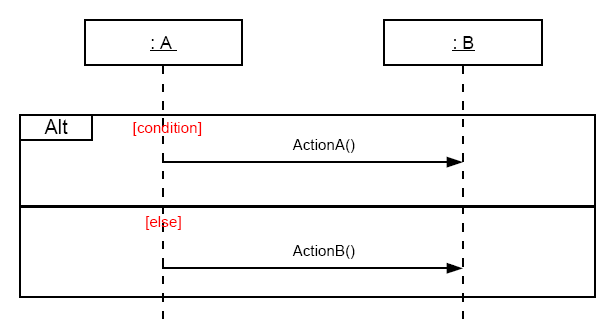 : A
: B
Alt
[condition]
ActionA()
[else]
ActionB()